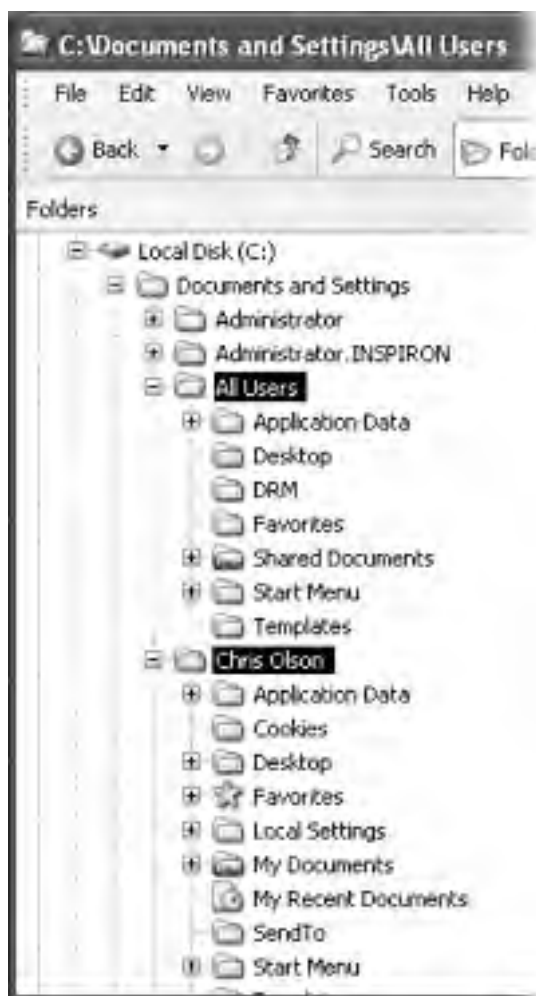 C:\Documents and Settings\All Users
File Edit View Favorites Tools Help
Back Search
Folders
Local Disk (C:)
Documents and Settings
Administrator
Administrator.INSPIRON
All Users
Application Data
Desktop
DRM
Favorites
Shared Documents
Start Menu
Templates
Chris Olson
Application Data
Cookies
Desktop
Favorites
Local Settings
My Documents
My Recent Documents
SendTo
Start Menu